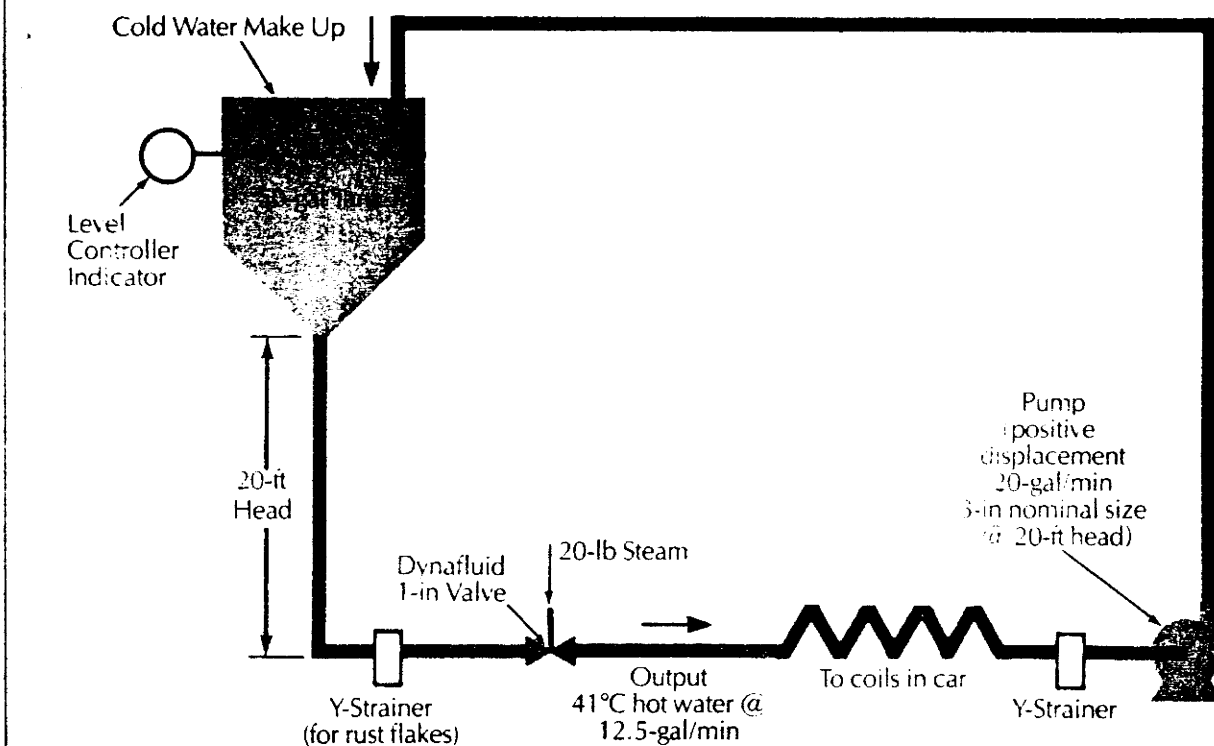 Cold Water Make Up
Level
Controller
Indicator
20-ft
Head
Dynafluid
1-in Valve
20-lb Steam
Pump
positive
displacement
20-gal/min
nominal size
20-ft head)
Output
41°C hot water @
12.5-gal/min
To coils in car
Y-Strainer
(for rust flakes)
Y-Strainer